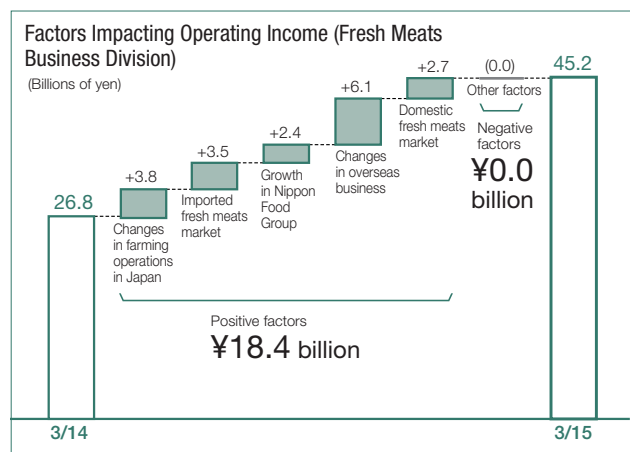 Factors Impacting Operating Income (Fresh Meats
Business Division)
(Billions of yen)
26.8
+3.8
Changes
in farming
operations
in Japan
+3.5
Imported
fresh meats
market
+2.4
Growth
in Nippon
Food
Group
+6.1
Changes
in overseas
business
+2.7
Domestic
fresh meats
market
(0.0)
Other factors
Negative
factors
¥0.0
billion
45.2
Positive factors
¥18.4 billion
3/14
3/15